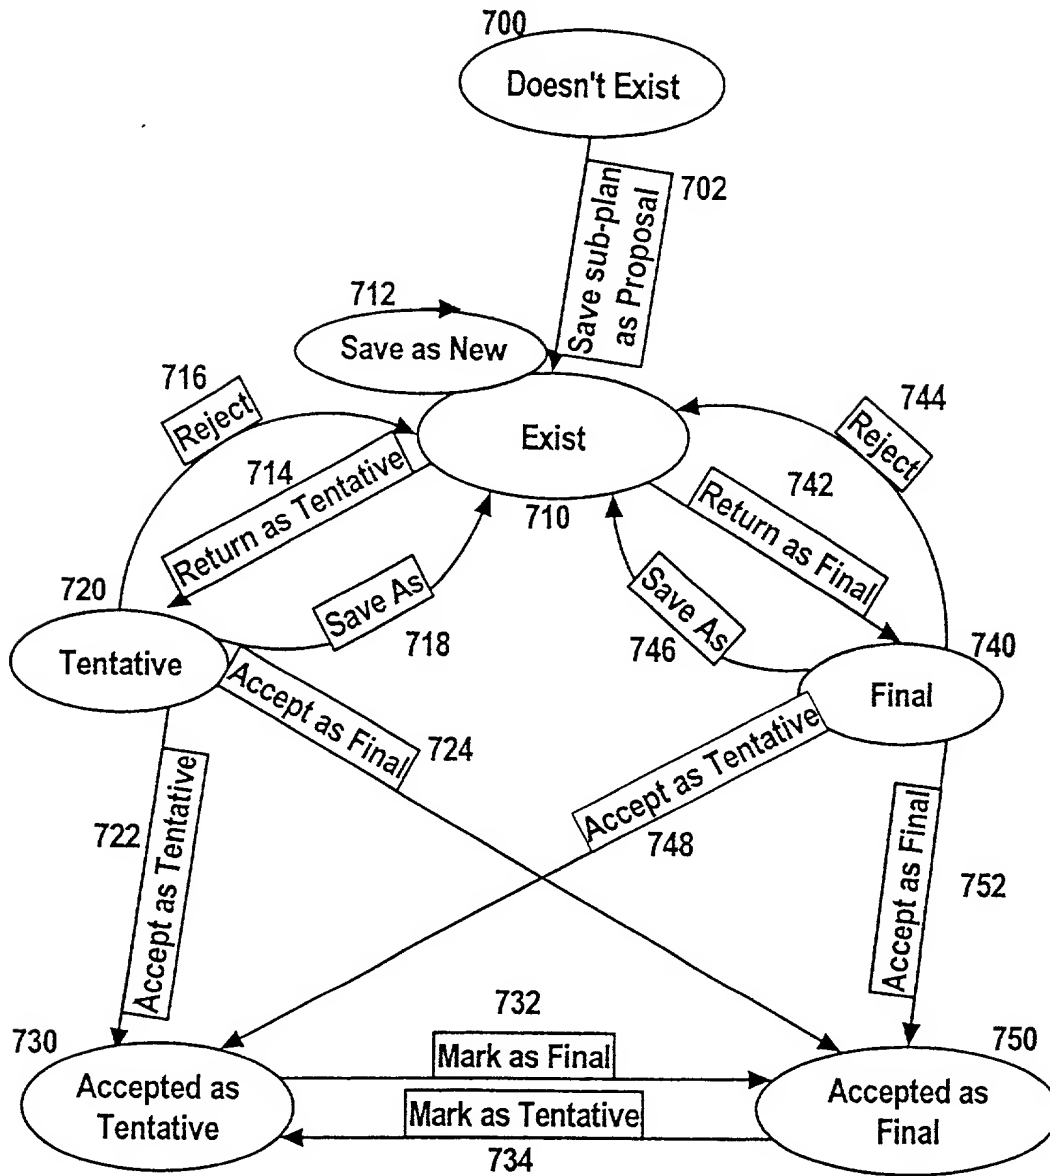 700
Doesn't Exist
702
Save sub-plan
as Proposal
712
Save as New
716
Reject
744
Reject
Exist
710
714
Return as Tentative
742
Return as Final
718
Save As
746
Save As
720
Tentative
740
Final
Accept as Final
724
Accept as Tentative
748
722
Accept as Tentative
752
Accept as Final
732
Mark as Final
730
Accepted as
Tentative
750
Accepted as
Final
Mark as Tentative
734